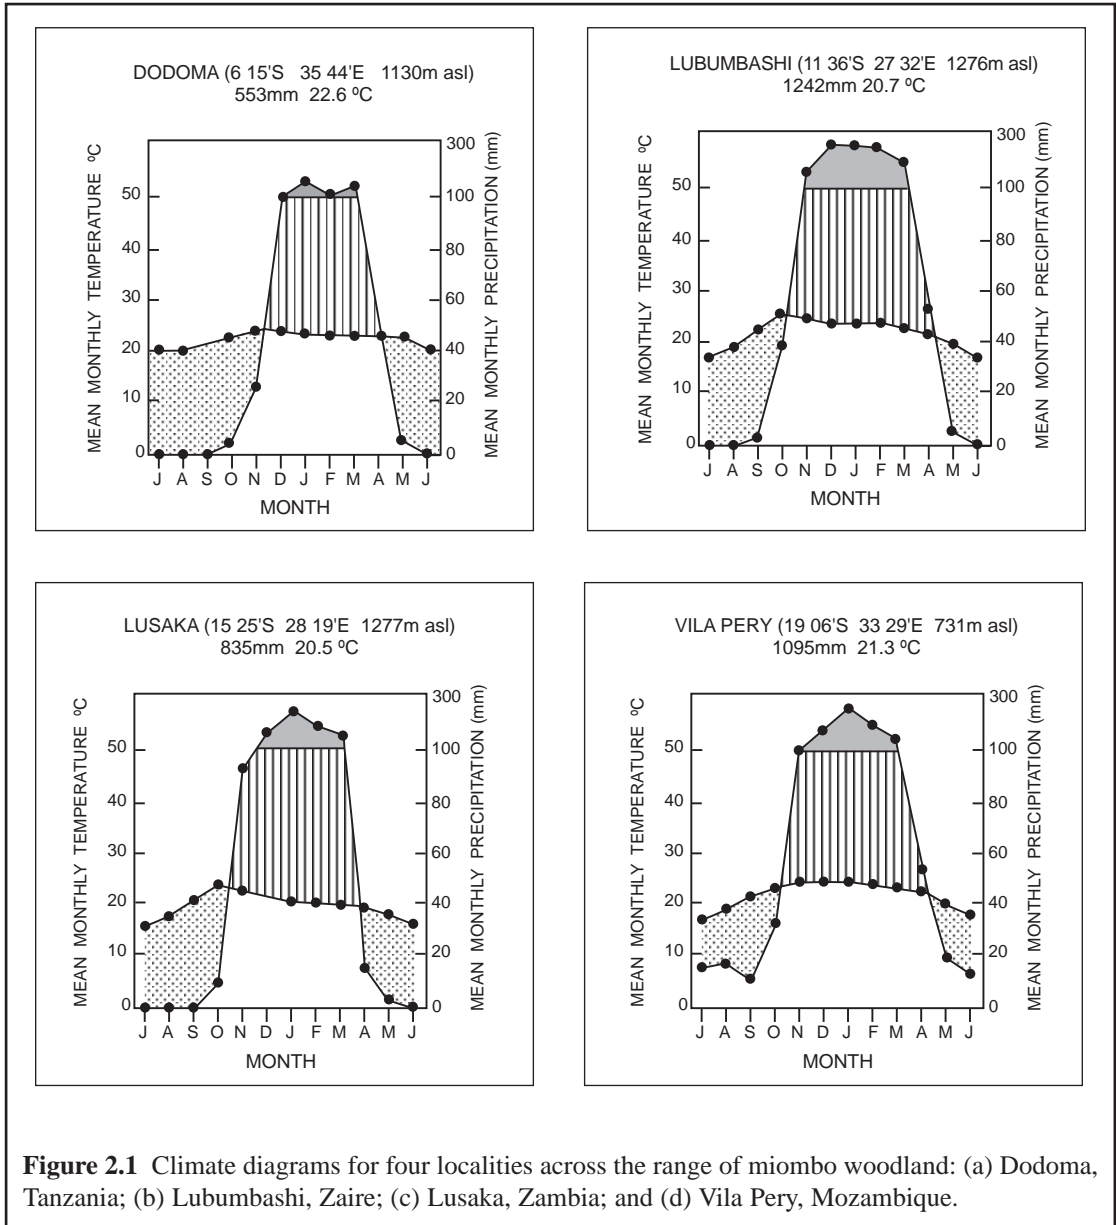 DODOMA (6 15'S 35 44'E 1130m asl)
553mm 22.6 ºC
MEAN MONTHLY TEMPERATURE ºC
50
40
30
20
10
0
300
100
80
60
40
20
0
MEAN MONTHLY PRECIPITATION (mm)
J A S O N D J F M A M J
MONTH
LUBUMBASHI (11 36'S 27 32'E 1276m asl)
1242mm 20.7 ºC
MEAN MONTHLY TEMPERATURE ºC
50
40
30
20
10
0
300
100
80
60
40
20
0
MEAN MONTHLY PRECIPITATION (mm)
J A S O N D J F M A M J
MONTH
LUSAKA (15 25'S 28 19'E 1277m asl)
835mm 20.5 ºC
MEAN MONTHLY TEMPERATURE ºC
50
40
30
20
10
0
300
100
80
60
40
20
0
MEAN MONTHLY PRECIPITATION (mm)
J A S O N D J F M A M J
MONTH
VILA PERY (19 06'S 33 29'E 731m asl)
1095mm 21.3 ºC
MEAN MONTHLY TEMPERATURE ºC
50
40
30
20
10
0
300
100
80
60
40
20
0
MEAN MONTHLY PRECIPITATION (mm)
J A S O N D J F M A M J
MONTH
Figure 2.1 Climate diagrams for four localities across the range of miombo woodland: (a) Dodoma,
Tanzania; (b) Lubumbashi, Zaire; (c) Lusaka, Zambia; and (d) Vila Pery, Mozambique.